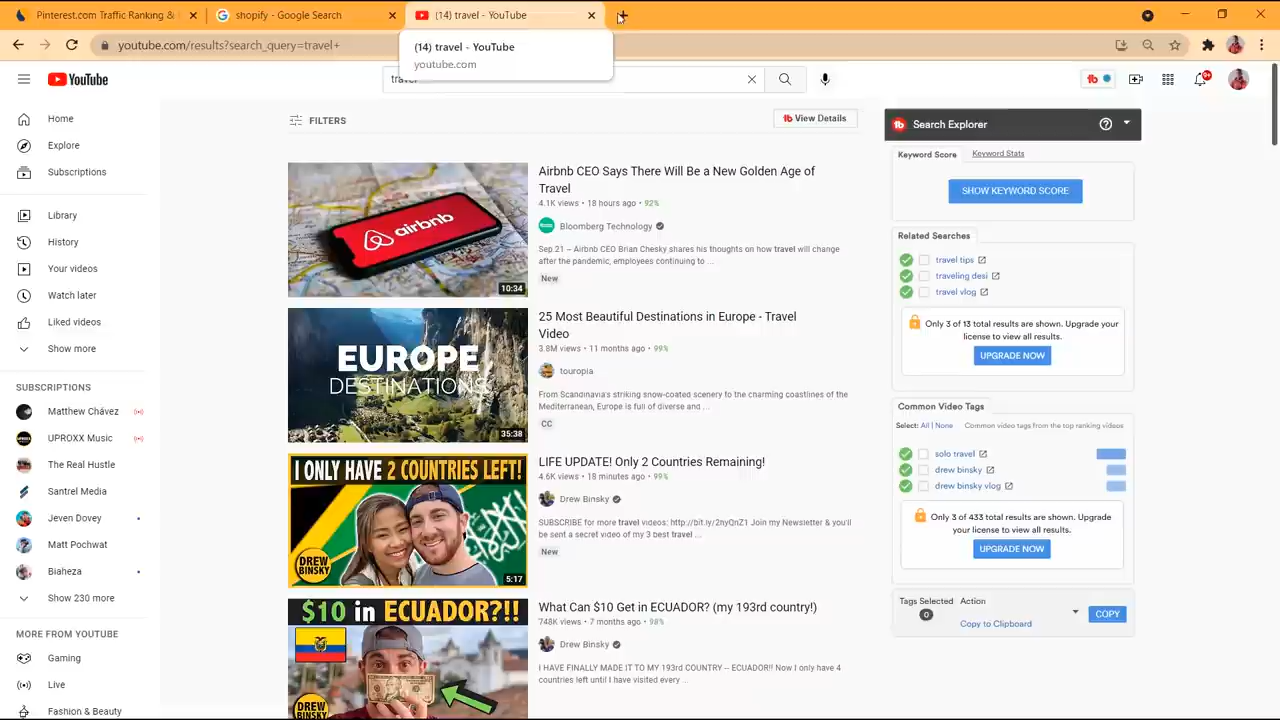 Pinterest.com Traffic Ranking &
shopify - Google Search
(14) travel - YouTube
youtube.com/results?search_query=travel+
(14) travel - YouTube
youtube.com
YouTube
travel
9+
Home
Explore
Subscriptions
Library
History
Your videos
Watch later
Liked videos
Show more
SUBSCRIPTIONS
Matthew Chávez
UPROXX Music
The Real Hustle
Santrel Media
Jeven Dovey
Matt Pochwat
Biaheza
Show 230 more
MORE FROM YOUTUBE
Gaming
Live
Fashion & Beauty
FILTERS
View Details
airbnb
10:34
Airbnb CEO Says There Will Be a New Golden Age of
Travel
4.1K views • 18 hours ago • 92%
Bloomberg Technology
Sep.21 -- Airbnb CEO Brian Chesky shares his thoughts on how travel will change
after the pandemic, employees continuing to ...
New
EUROPE
DESTINATIONS
35:38
25 Most Beautiful Destinations in Europe - Travel
Video
3.8M views • 11 months ago • 99%
touropia
From Scandinavia's striking snow-coated scenery to the charming coastlines of the
Mediterranean, Europe is full of diverse and ...
CC
I ONLY HAVE 2 COUNTRIES LEFT!
DREW
BINSKY
5:17
LIFE UPDATE! Only 2 Countries Remaining!
4.6K views • 18 minutes ago • 99%
Drew Binsky
SUBSCRIBE for more travel videos: http://bit.ly/2hyQnZ1 Join my Newsletter & you'll
be sent a secret video of my 3 best travel ...
New
$10 in ECUADOR?!!
DREW
BINSKY
What Can $10 Get in ECUADOR? (my 193rd country!)
748K views • 7 months ago • 98%
Drew Binsky
I HAVE FINALLY MADE IT TO MY 193rd COUNTRY -- ECUADOR!! Now I only have 4
countries left until I have visited every ...
Search Explorer
Keyword Score Keyword Stats
SHOW KEYWORD SCORE
Related Searches
travel tips
traveling desi
travel vlog
Only 3 of 13 total results are shown. Upgrade your
license to view all results.
UPGRADE NOW
Common Video Tags
Select: All | None Common video tags from the top ranking videos
solo travel
drew binsky
drew binsky vlog
Only 3 of 433 total results are shown. Upgrade
your license to view all results.
UPGRADE NOW
Tags Selected Action
0
Copy to Clipboard
COPY